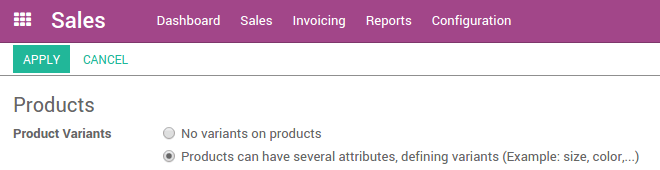 Sales Dashboard Sales Invoicing Reports Configuration
APPLY CANCEL
Products
Product Variants No variants on products
Products can have several attributes, defining variants (Example: size, color,...)